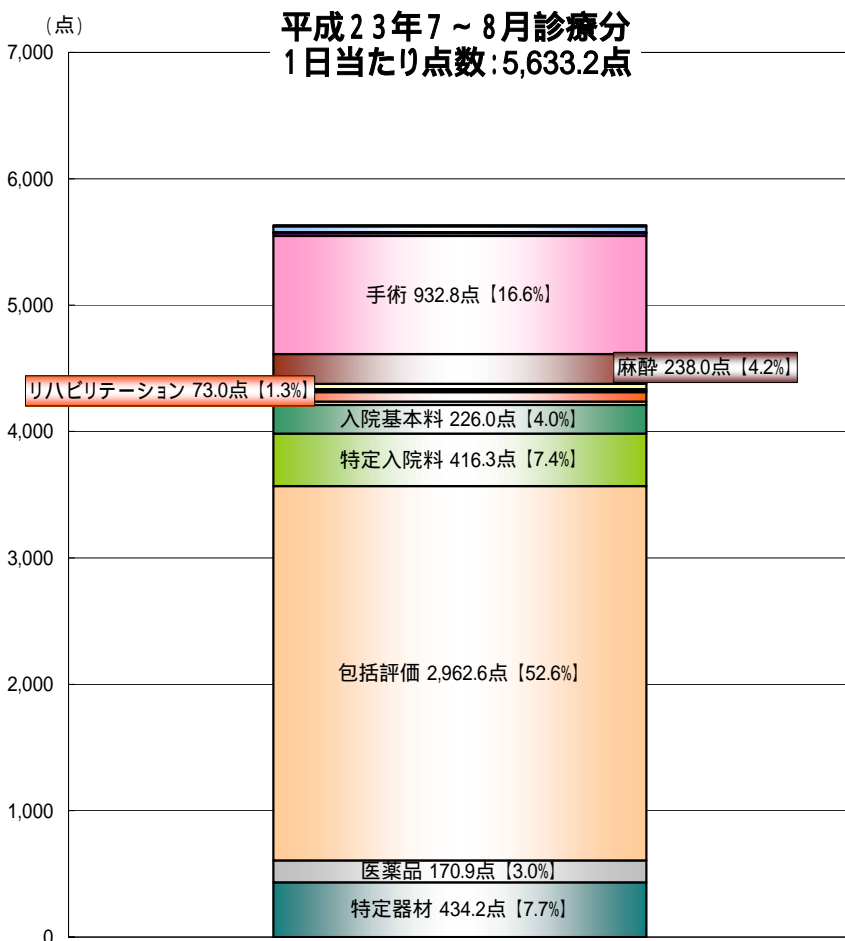 (点)
平成23年7~8月診療分
1日当たり点数:5,633.2点
7,000
6,000
手術 932.8点【16.6%】
5,000
麻酔 238.0点【4.2%】
リハビリテーション 73.0点【1.3%】
入院基本料 226.0点【4.0%】
4,000
特定入院料 416.3点【7.4%】
3,000
包括評価 2,962.6点【52.6%】
2,000
1,000
医薬品 170.9点【3.0%】
特定器材 434.2点【7.7%】
0